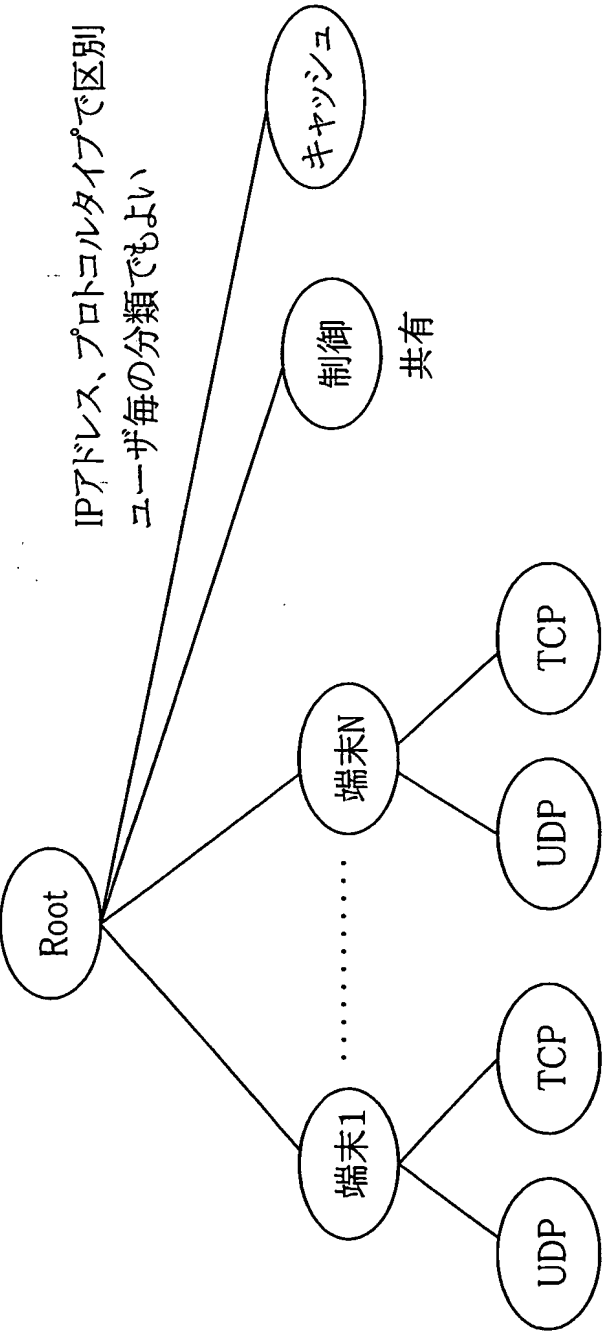 IPアドレス、プロトコルタイプで区別
ユーザ毎の分類でもよい
Root
端末1
・・・・・・・・・・
端末N
制御
共有
キャッシュ
UDP
TCP
UDP
TCP